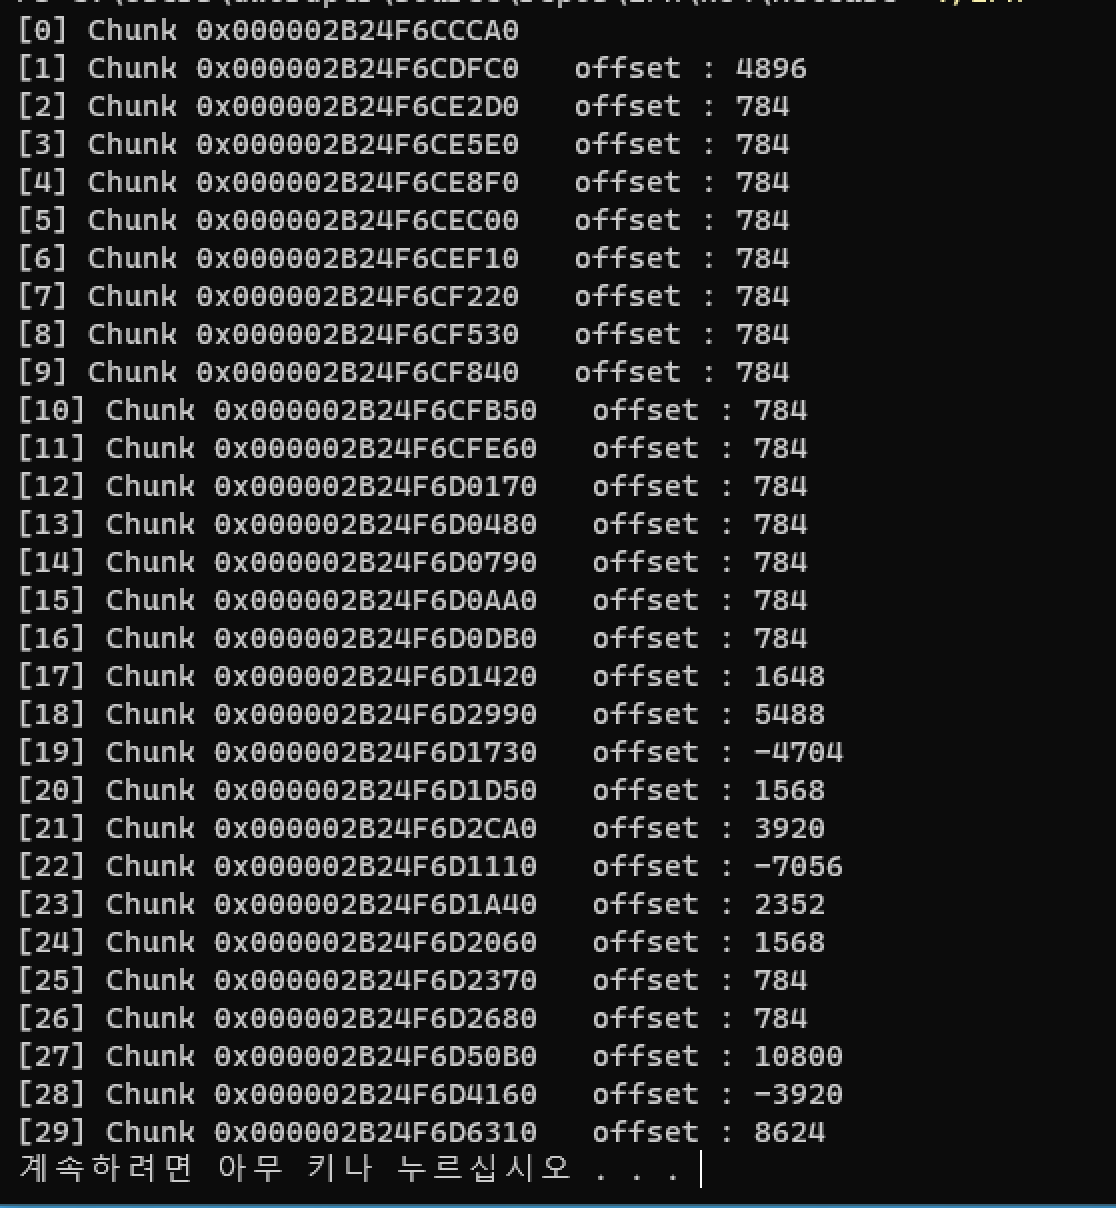 [0] Chunk 0x000002B24F6CCCA0
[1] Chunk 0x000002B24F6CDFC0   offset : 4896
[2] Chunk 0x000002B24F6CE2D0   offset : 784
[3] Chunk 0x000002B24F6CE5E0   offset : 784
[4] Chunk 0x000002B24F6CE8F0   offset : 784
[5] Chunk 0x000002B24F6CEC00   offset : 784
[6] Chunk 0x000002B24F6CEF10   offset : 784
[7] Chunk 0x000002B24F6CF220   offset : 784
[8] Chunk 0x000002B24F6CF530   offset : 784
[9] Chunk 0x000002B24F6CF840   offset : 784
[10] Chunk 0x000002B24F6CFB50   offset : 784
[11] Chunk 0x000002B24F6CFE60   offset : 784
[12] Chunk 0x000002B24F6D0170   offset : 784
[13] Chunk 0x000002B24F6D0480   offset : 784
[14] Chunk 0x000002B24F6D0790   offset : 784
[15] Chunk 0x000002B24F6D0AA0   offset : 784
[16] Chunk 0x000002B24F6D0DB0   offset : 784
[17] Chunk 0x000002B24F6D1420   offset : 1648
[18] Chunk 0x000002B24F6D2990   offset : 5488
[19] Chunk 0x000002B24F6D1730   offset : -4704
[20] Chunk 0x000002B24F6D1D50   offset : 1568
[21] Chunk 0x000002B24F6D2CA0   offset : 3920
[22] Chunk 0x000002B24F6D1110   offset : -7056
[23] Chunk 0x000002B24F6D1A40   offset : 2352
[24] Chunk 0x000002B24F6D2060   offset : 1568
[25] Chunk 0x000002B24F6D2370   offset : 784
[26] Chunk 0x000002B24F6D2680   offset : 784
[27] Chunk 0x000002B24F6D50B0   offset : 10800
[28] Chunk 0x000002B24F6D4160   offset : -3920
[29] Chunk 0x000002B24F6D6310   offset : 8624
계속하려면 아무 키나 누르십시오 . . .